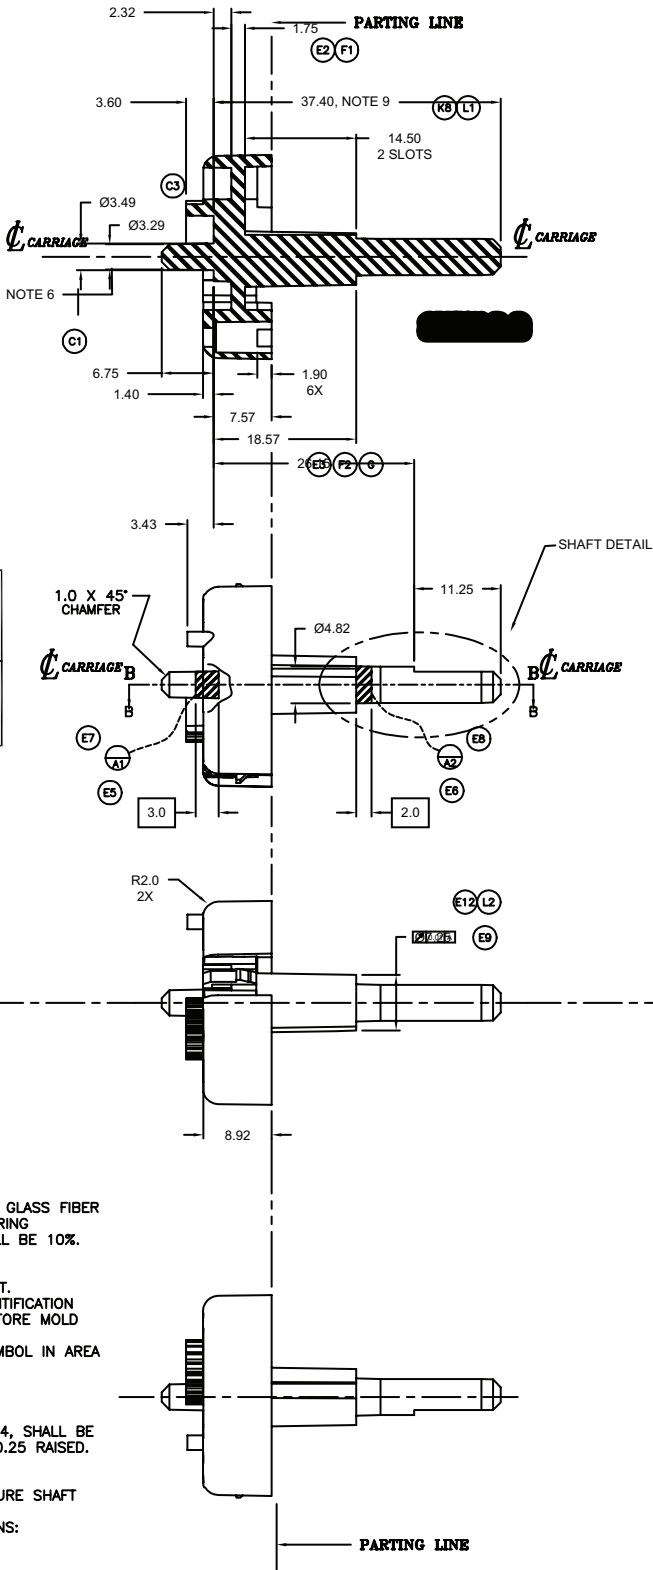 2.32
1.75
PARTING LINE
E2 F1
3.60
37.40, NOTE 9
K8 L1
14.50
2 SLOTS
C3
Ø3.49
Ø3.29
℄ CARRIAGE
℄ CARRIAGE
NOTE 6
C1
6.75
1.90
6X
1.40
7.57
18.57
E3 F2 G
3.43
SHAFT DETAIL
1.0 X 45°
CHAMFER
11.25
Ø4.82
℄ CARRIAGE B
B ℄ CARRIAGE
B
B
E7
A1
E8
A2
E5
E6
3.0
2.0
R2.0
2X
E12 L2
E9
8.92
GLASS FIBER
RING
LL BE 10%.
T.
NTIFICATION
TORE MOLD
MBOL IN AREA
4, SHALL BE
0.25 RAISED.
URE SHAFT
NS:
PARTING LINE